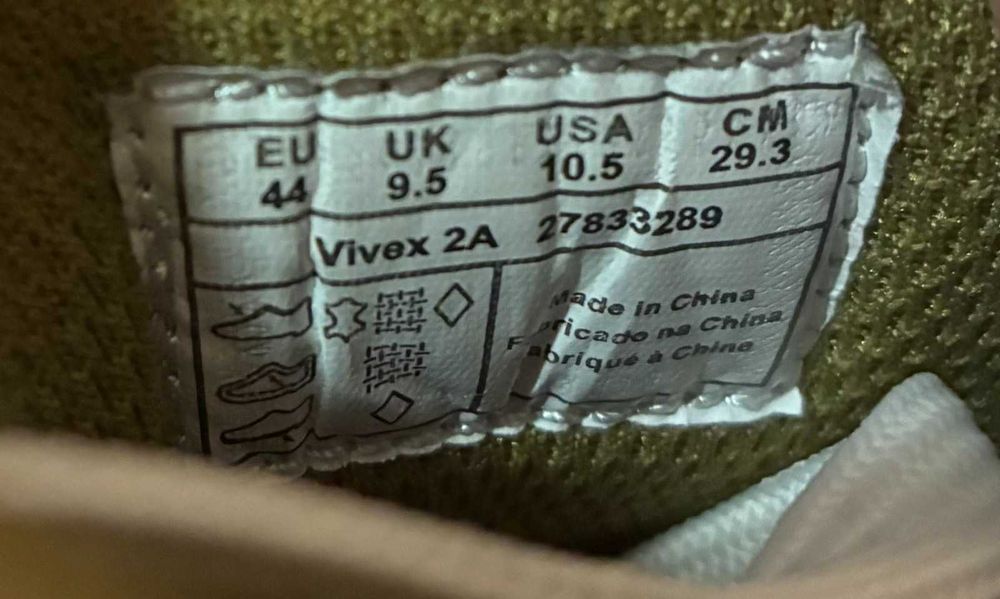 EU UK USA CM
44 9.5 10.5 29.3
Vivex 2A 27833289
Made in China
Fabricado na China
Fabriqué à China